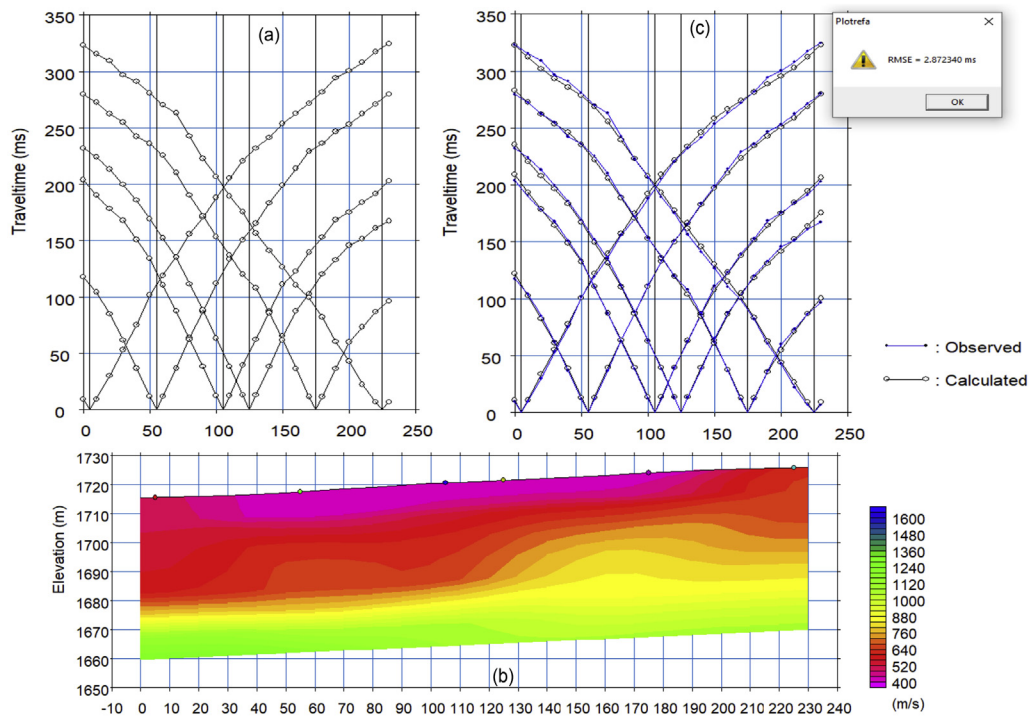 (a)
Traveltime (ms)
350
300
250
200
150
100
50
0
0 50 100 150 200 250
(c)
Traveltime (ms)
350
300
250
200
150
100
50
0
0 50 100 150 200 250
Plotrefa
RMSE = 2.872340 ms
OK
: Observed
: Calculated
Elevation (m)
1730
1720
1710
1700
1690
1680
1670
1660
1650
-10 0 10 20 30 40 50 60 70 80 90 100 110 120 130 140 150 160 170 180 190 200 210 220 230 240
(b)
1600
1480
1360
1240
1120
1000
880
760
640
520
400
(m/s)